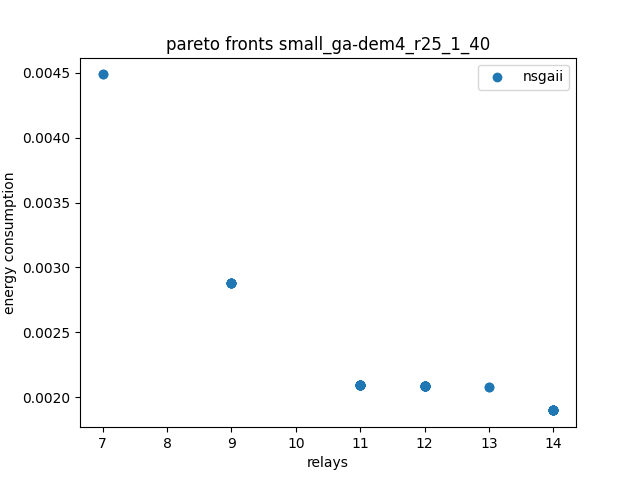 pareto fronts small_ga-dem4_r25_1_40
nsgaii
energy consumption
0.0045
0.0040
0.0035
0.0030
0.0025
0.0020
7 8 9 10 11 12 13 14
relays